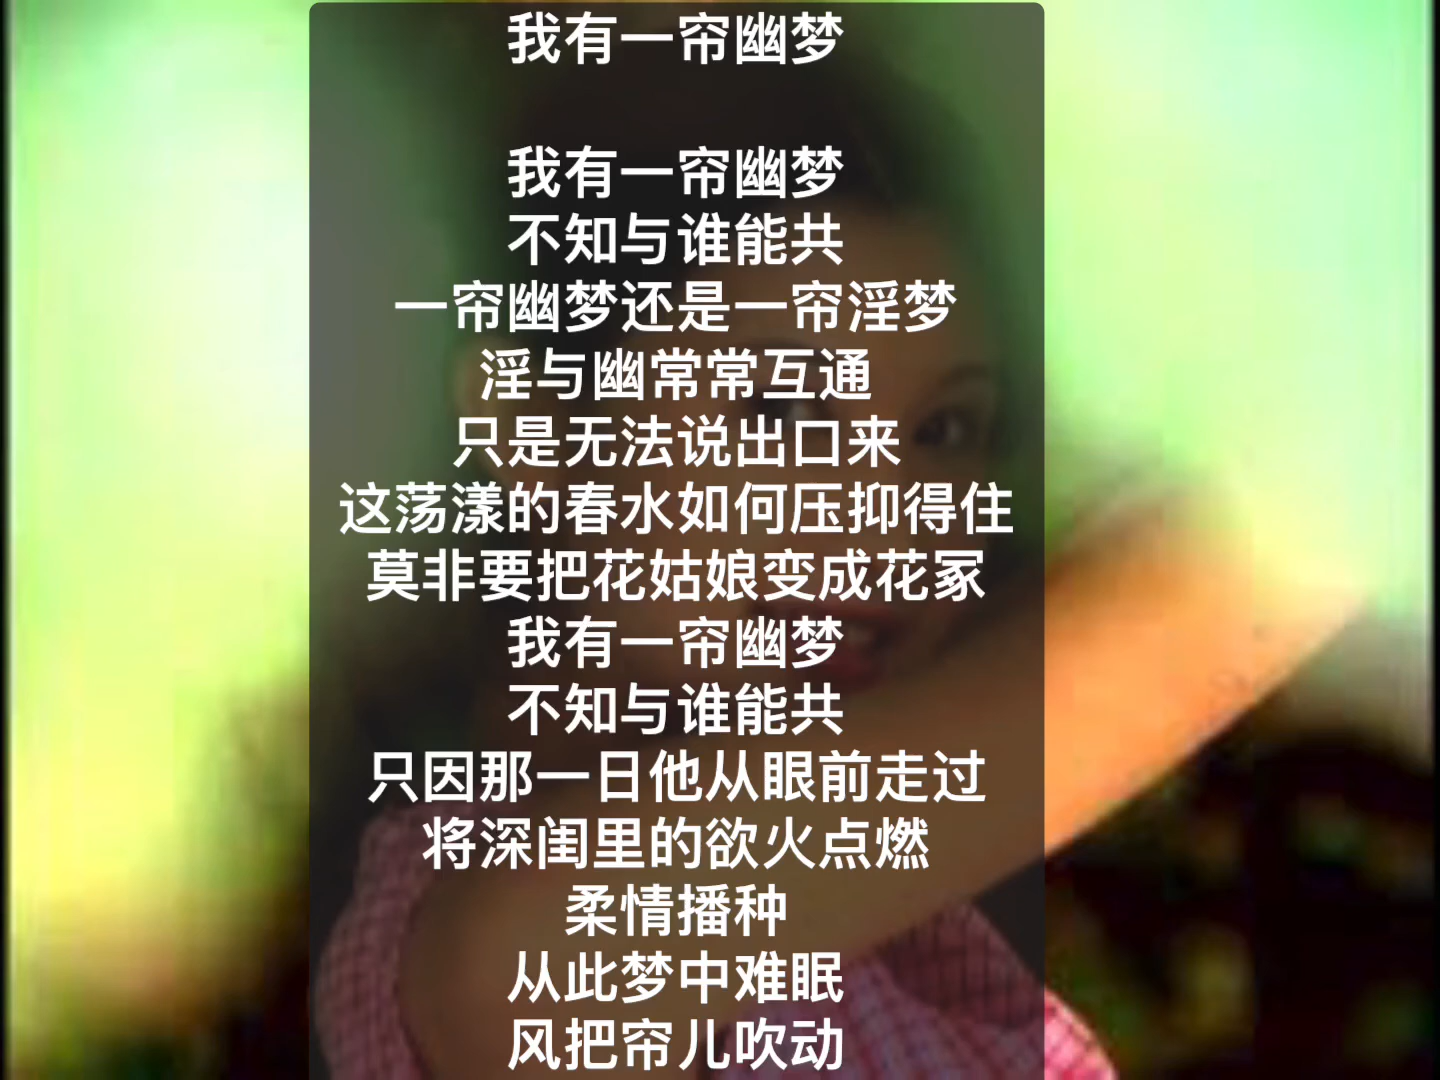 我有一帘幽梦
我有一帘幽梦
不知与谁能共
一帘幽梦还是一帘淫梦
淫与幽常常互通
只是无法说出口来
这荡漾的春水如何压抑得住
莫非要把花姑娘变成花冢
我有一帘幽梦
不知与谁能共
只因那一日他从眼前走过
将深闺里的欲火点燃
柔情播种
从此梦中难眠
风把帘儿吹动